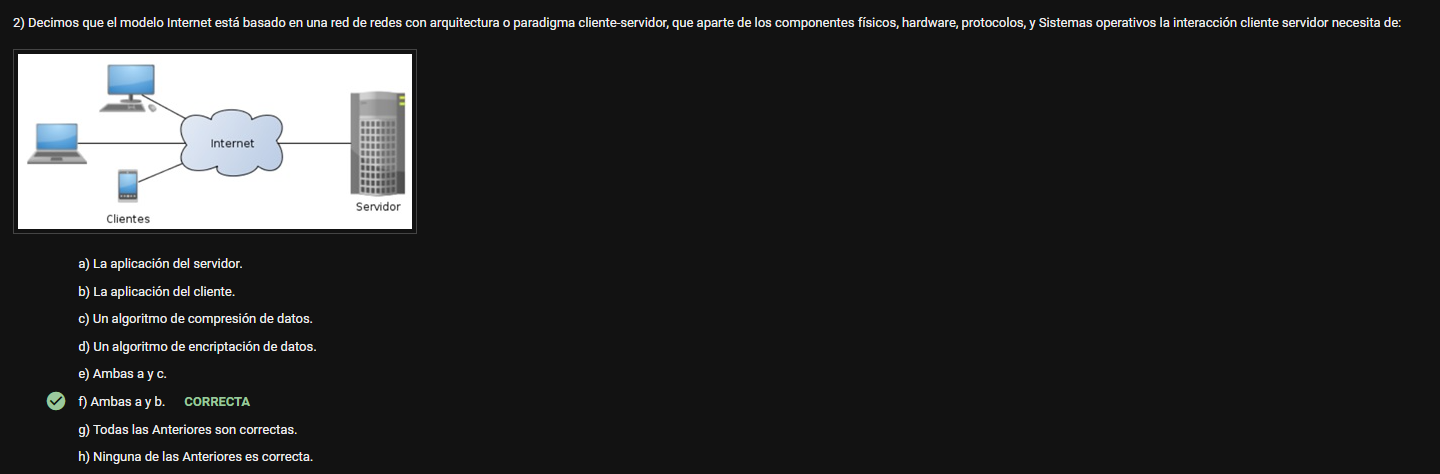 2) Decimos que el modelo Internet está basado en una red de redes con arquitectura o paradigma cliente-servidor, que aparte de los componentes físicos, hardware, protocolos, y Sistemas operativos la interacción cliente servidor necesita de:
Internet
Clientes
Servidor
a) La aplicación del servidor.
b) La aplicación del cliente.
c) Un algoritmo de compresión de datos.
d) Un algoritmo de encriptación de datos.
e) Ambas a y c.
f) Ambas a y b. CORRECTA
g) Todas las Anteriores son correctas.
h) Ninguna de las Anteriores es correcta.